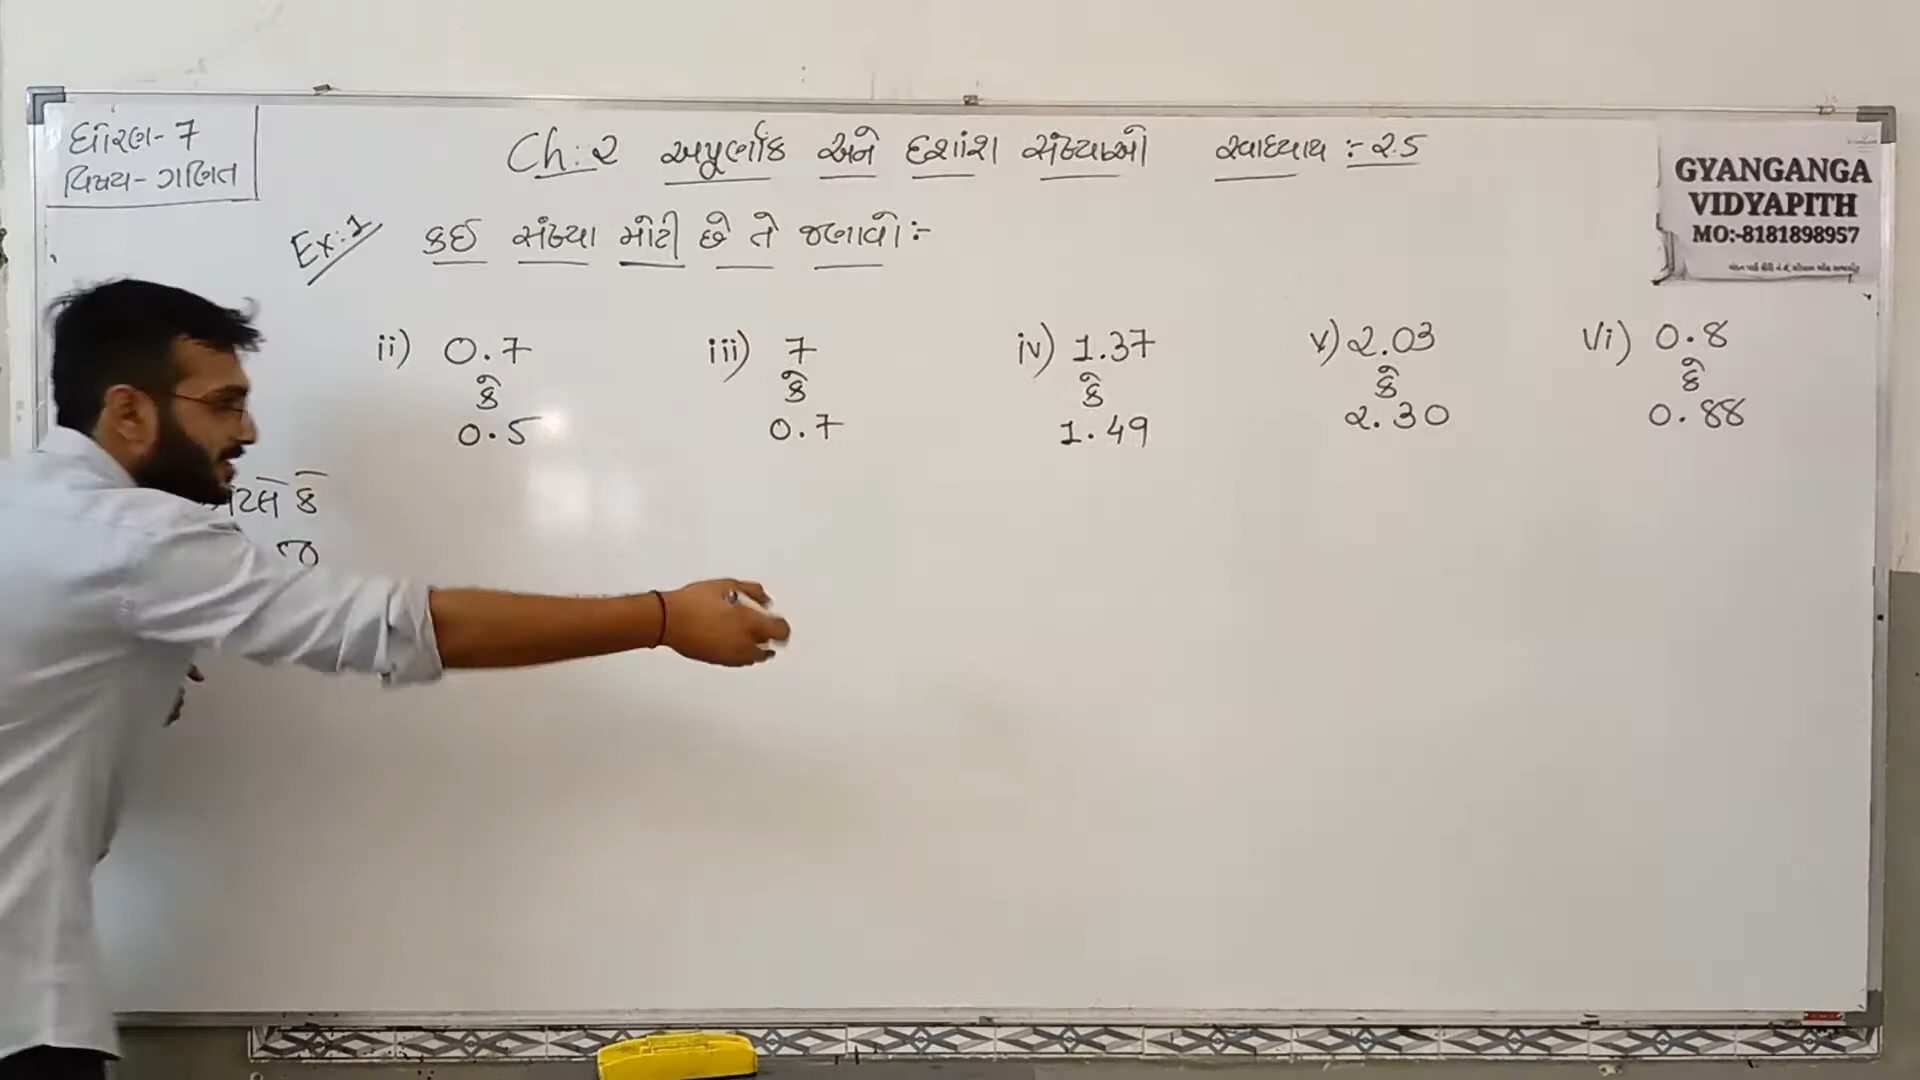 ધોરણ-7
વિષય- ગણિત
Ch:૨ અપૂર્ણાંક અને દશાંશ સંખ્યાઓ સ્વાધ્યાય :- ૨.5
GYANGANGA
VIDYAPITH
MO:-8181898957
Ex:1 કઈ સંખ્યા મોટી છે તે જણાવો:-
ii) 0.7 કે 0.5
iii) 7 કે 0.7
iv) 1.37 કે 1.49
v) ૨.03 કે ૨.30
vi) 0.8 કે 0.88
કે
જ